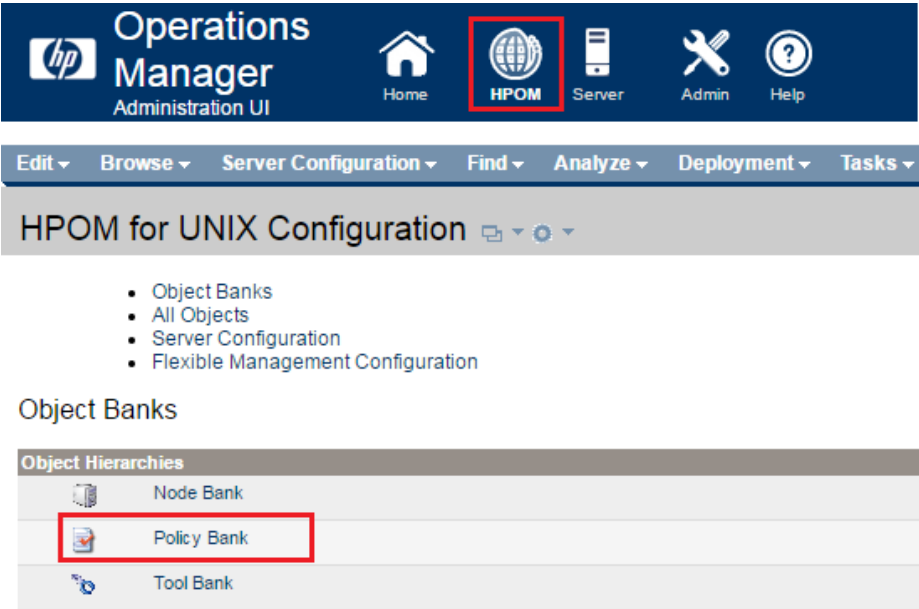 hp
Operations
Manager
Administration UI
Home
HPOM
Server
Admin
?
Help
Edit Browse Server Configuration Find Analyze Deployment Tasks
HPOM for UNIX Configuration
• Object Banks
• All Objects
• Server Configuration
• Flexible Management Configuration
Object Banks
Object Hierarchies
Node Bank
Policy Bank
Tool Bank